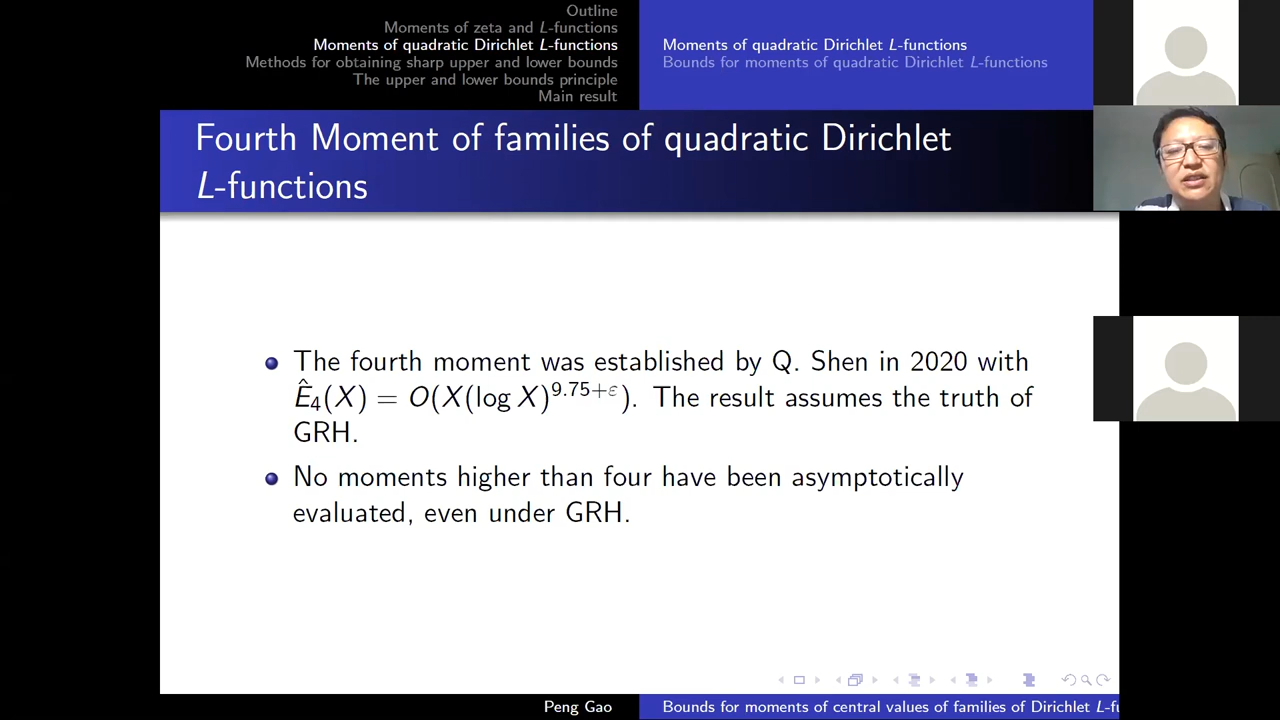 Outline
Moments of zeta and L-functions
Moments of quadratic Dirichlet L-functions
Methods for obtaining sharp upper and lower bounds
The upper and lower bounds principle
Main result
Moments of quadratic Dirichlet L-functions
Bounds for moments of quadratic Dirichlet L-functions
Fourth Moment of families of quadratic Dirichlet
L-functions
The fourth moment was established by Q. Shen in 2020 with
Ê₄(X) = O(X(log X)^{9.75+ε}). The result assumes the truth of
GRH.
No moments higher than four have been asymptotically
evaluated, even under GRH.
Peng Gao
Bounds for moments of central values of families of Dirichlet L-fu